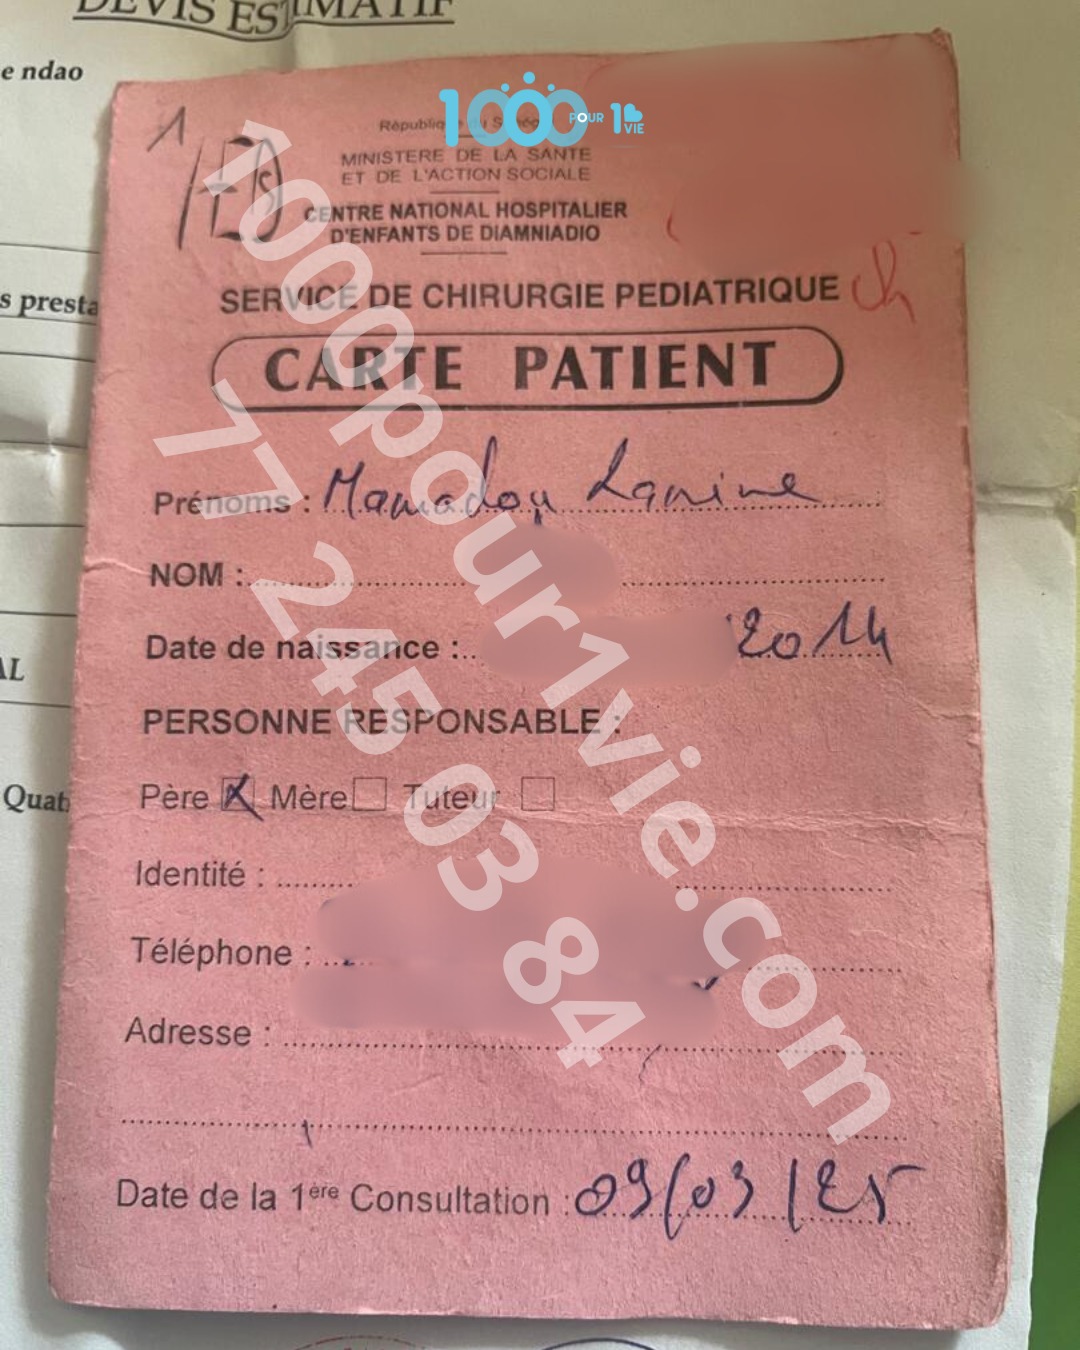 DEVIS ESTIMATIF
e ndao
1000 POUR 1 VIE
République du Sénégal
MINISTERE DE LA SANTE
ET DE L'ACTION SOCIALE
CENTRE NATIONAL HOSPITALIER
D'ENFANTS DE DIAMNIADIO
s presta
SERVICE DE CHIRURGIE PEDIATRIQUE
CARTE PATIENT
Prénoms : Mamadou Lamine
NOM :
Date de naissance : 2014
AL
PERSONNE RESPONSABLE :
Quat
Père X Mère Tuteur
Identité :
Téléphone :
Adresse :
Date de la 1ère Consultation : 09/03/25
1000pour1vie.com
77 245 03 84